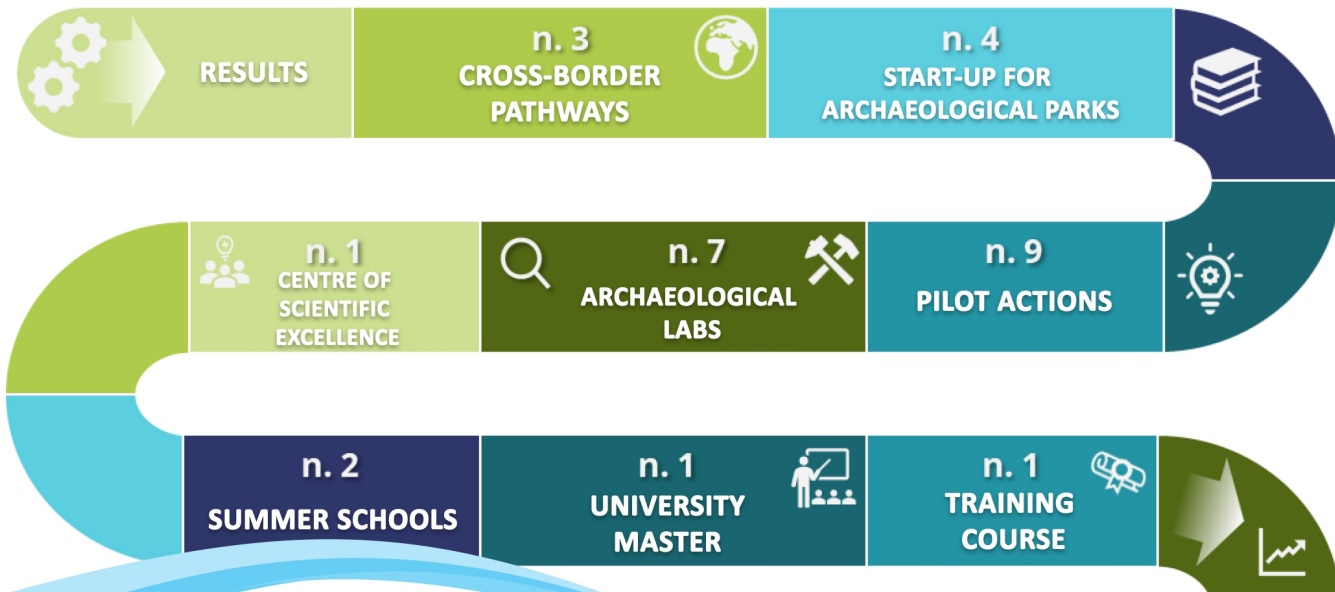 RESULTS
n. 3
CROSS-BORDER
PATHWAYS
n. 4
START-UP FOR
ARCHAEOLOGICAL PARKS
n. 1
CENTRE OF
SCIENTIFIC
EXCELLENCE
n. 7
ARCHAEOLOGICAL
LABS
n. 9
PILOT ACTIONS
n. 2
SUMMER SCHOOLS
n. 1
UNIVERSITY
MASTER
n. 1
TRAINING
COURSE